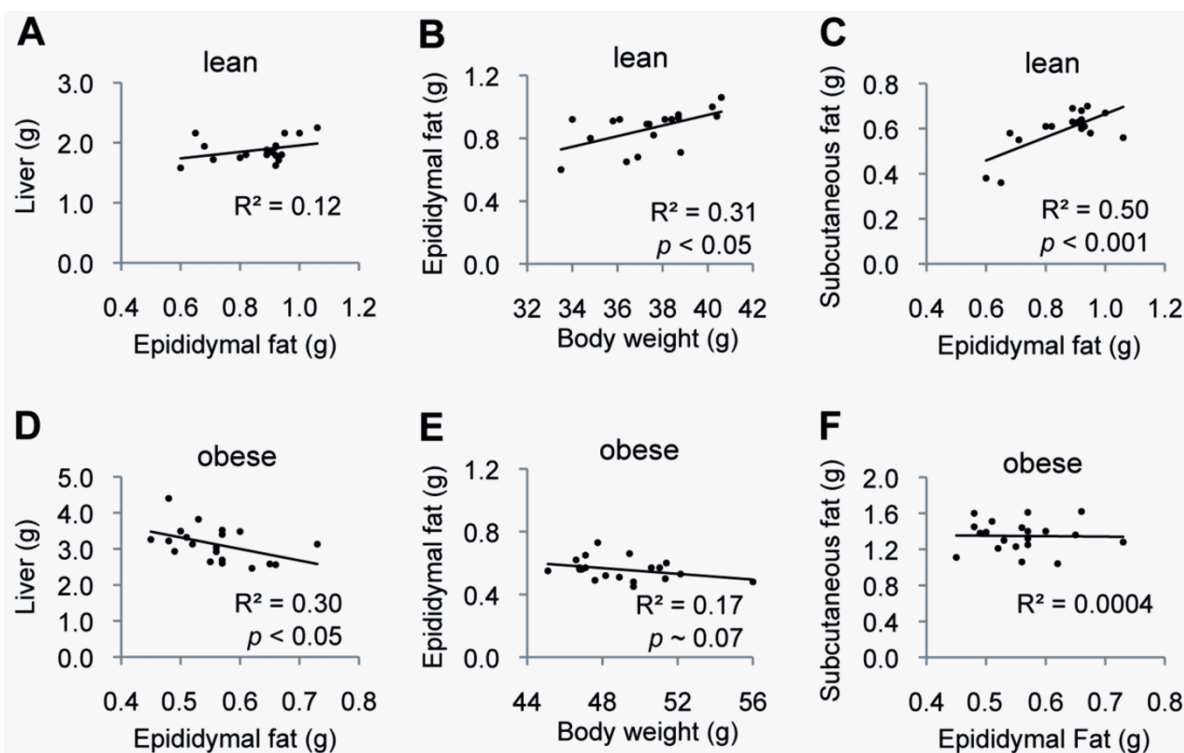 A
lean
Liver (g)
3.0
2.0
1.0
0.0
R² = 0.12
0.4 0.6 0.8 1.0 1.2
Epididymal fat (g)
B
lean
Epididymal fat (g)
1.2
0.8
0.4
0.0
R² = 0.31
p < 0.05
32 34 36 38 40 42
Body weight (g)
C
lean
Subcutaneous fat (g)
0.8
0.6
0.4
0.2
0.0
R² = 0.50
p < 0.001
0.4 0.6 0.8 1.0 1.2
Epididymal fat (g)
D
obese
Liver (g)
5.0
4.0
3.0
2.0
1.0
0.0
R² = 0.30
p < 0.05
0.4 0.5 0.6 0.7 0.8
Epididymal fat (g)
E
obese
Epididymal fat (g)
1.2
0.8
0.4
0.0
R² = 0.17
p ~ 0.07
44 48 52 56
Body weight (g)
F
obese
Subcutaneous fat (g)
2.0
1.6
1.2
0.8
0.4
0.0
R² = 0.0004
0.4 0.5 0.6 0.7 0.8
Epididymal Fat (g)